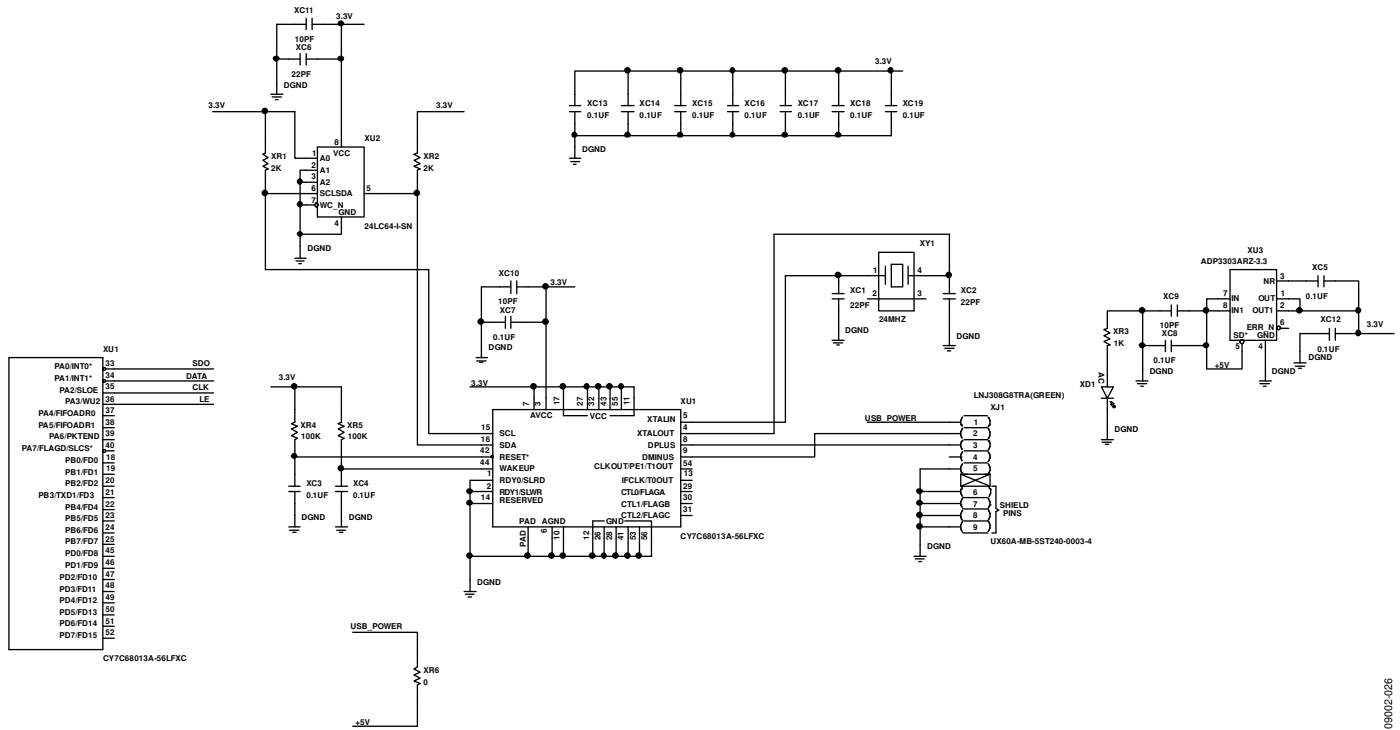 XC11
3.3V
10PF
XC6
22PF
DGND
3.3V
3.3V
XU2
8
VCC
XR1
2K
1 A0
2 A1
3 A2
6 SCL SDA 5
7 WC_N
GND
4
XR2
2K
24LC64-I-SN
DGND
3.3V
XC13
0.1UF
XC14
0.1UF
XC15
0.1UF
XC16
0.1UF
XC17
0.1UF
XC18
0.1UF
XC19
0.1UF
DGND
XY1
1 4
2 3
24MHZ
XC1
22PF
DGND
XC2
22PF
DGND
XC10
3.3V
10PF
XC7
0.1UF
DGND
XU3
ADP3303ARZ-3.3
NR 3
7 IN
8 IN1
OUT 1
OUT1 2
ERR_N 6
SD* GND
5 4
XC5
0.1UF
XC12
0.1UF
3.3V
DGND
DGND
+5V
XC9
10PF
XC8
0.1UF
DGND
XR3
1K
AC
XD1
LNJ308G8TRA(GREEN)
DGND
XU1
PA0/INT0* 33 SDO
PA1/INT1* 34 DATA
PA2/SLOE 35 CLK
PA3/WU2 36 LE
PA4/FIFOADR0 37
PA5/FIFOADR1 38
PA6/PKTEND 39
PA7/FLAGD/SLCS* 40
PB0/FD0 18
PB1/FD1 19
PB2/FD2 20
PB3/TXD1/FD3 21
PB4/FD4 22
PB5/FD5 23
PB6/FD6 24
PB7/FD7 25
PD0/FD8 45
PD1/FD9 46
PD2/FD10 47
PD3/FD11 48
PD4/FD12 49
PD5/FD13 50
PD6/FD14 51
PD7/FD15 52
CY7C68013A-56LFXC
3.3V
XR4
100K
XR5
100K
XC3
0.1UF
XC4
0.1UF
DGND
DGND
3.3V
7 3 17 27 32 43 55 11
AVCC VCC
XU1
15 SCL
16 SDA
42 RESET*
44 WAKEUP
1 RDY0/SLRD
2 RDY1/SLWR
14 RESERVED
XTALIN 5
XTALOUT 4
DPLUS 8
DMINUS 9
CLKOUT/PE1/T1OUT 54
IFCLK/T0OUT 13
CTL0/FLAGA 29
CTL1/FLAGB 30
CTL2/FLAGC 31
PAD AGND GND
PAD 6 10 12 26 28 41 53 56
CY7C68013A-56LFXC
DGND
USB_POWER
XJ1
1
2
3
4
5
6
7
8
9
SHIELD
PINS
DGND
UX60A-MB-5ST240-0003-4
USB_POWER
XR6
0
+5V
09002-026